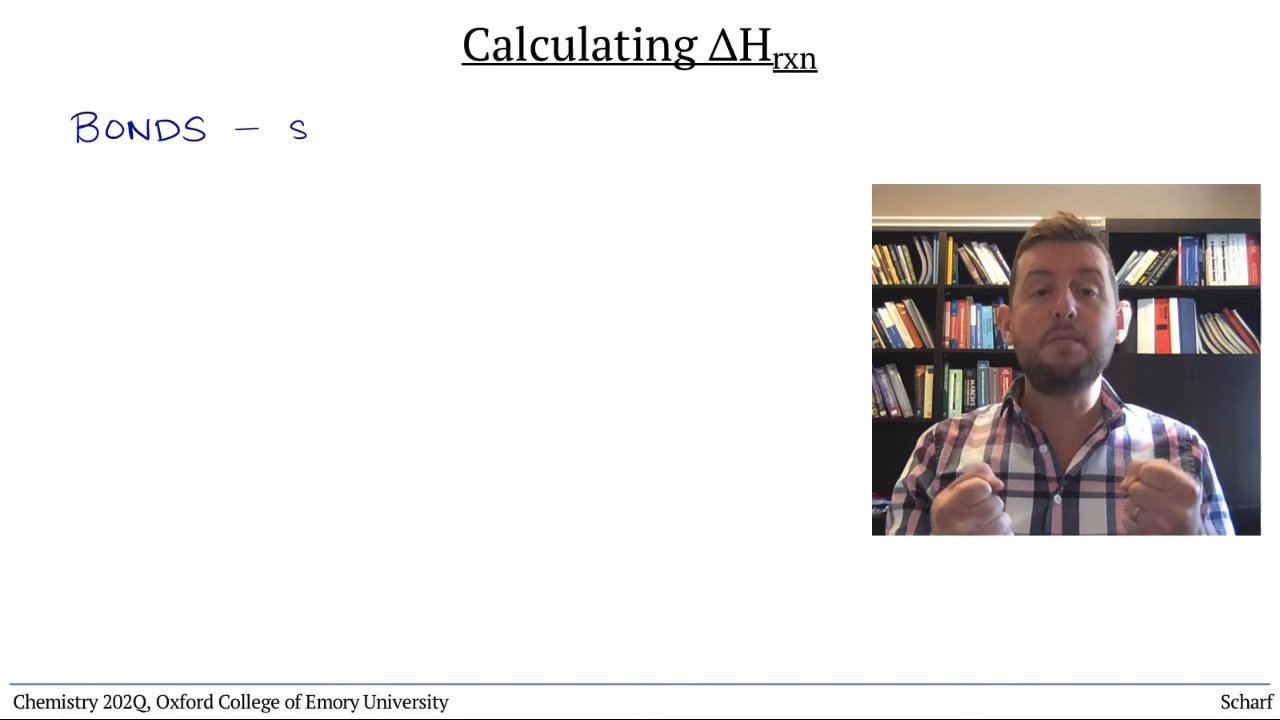 Calculating ΔHrxn
BONDS - s
Chemistry 202Q, Oxford College of Emory University
Scharf